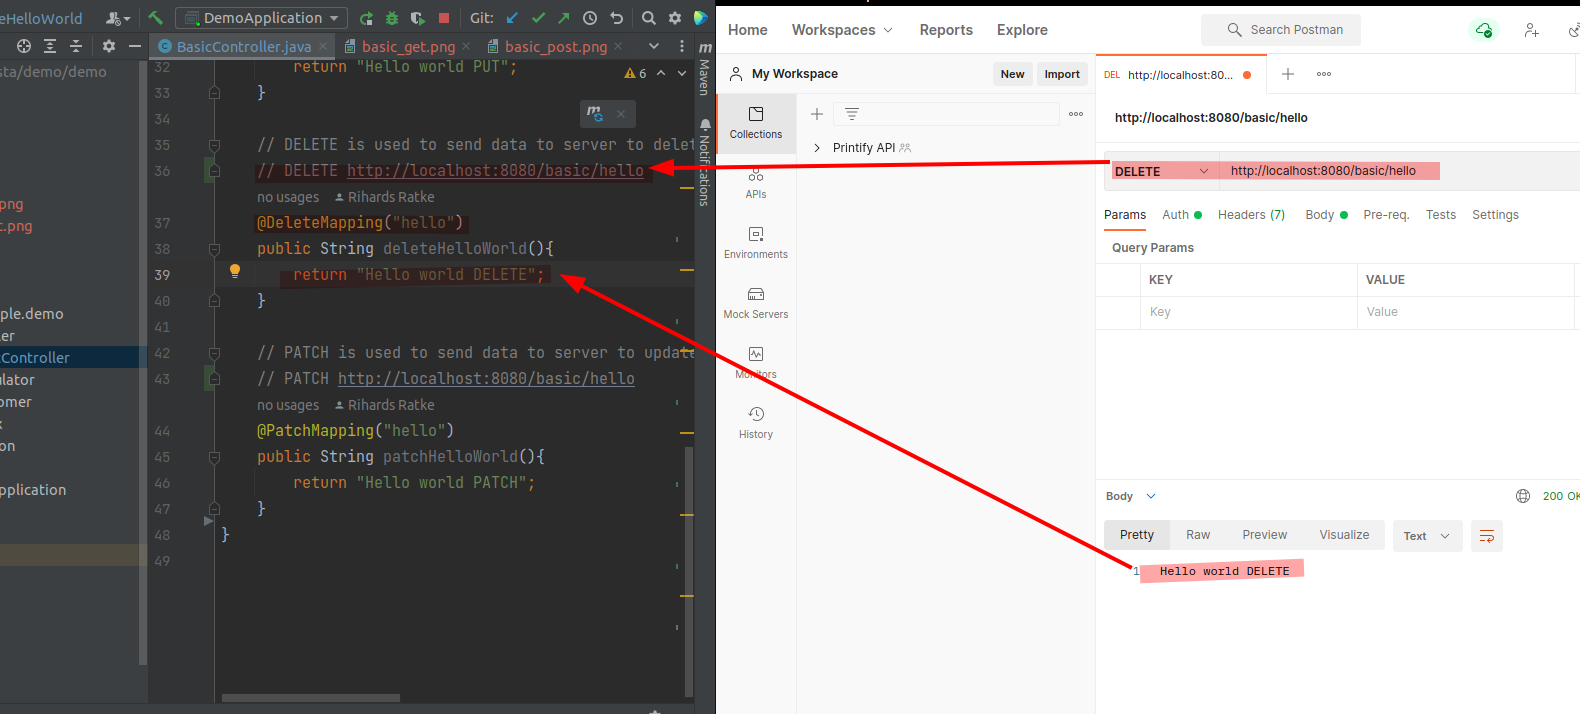 eHelloWorld
DemoApplication
Git:
BasicController.java
basic_get.png
basic_post.png
sta/demo/demo
png
t.png
ple.demo
ler
Controller
ulator
omer
on
pplication
32 return "Hello world PUT";
6
33 }
34
35 // DELETE is used to send data to server to delet
36 // DELETE http://localhost:8080/basic/hello
no usages Rihards Ratke
37 @DeleteMapping("hello")
38 public String deleteHelloWorld(){
39 return "Hello world DELETE";
40 }
41
42 // PATCH is used to send data to server to update
43 // PATCH http://localhost:8080/basic/hello
no usages Rihards Ratke
44 @PatchMapping("hello")
45 public String patchHelloWorld(){
46 return "Hello world PATCH";
47 }
48 }
49
m
Maven
Notifications
Home
Workspaces
Reports
Explore
Search Postman
My Workspace
New
Import
Collections
APIs
Environments
Mock Servers
Monitors
History
Printify API
DEL http://localhost:80...
http://localhost:8080/basic/hello
DELETE
http://localhost:8080/basic/hello
Params
Auth
Headers (7)
Body
Pre-req.
Tests
Settings
Query Params
KEY
VALUE
Key
Value
Body
200 OK
Pretty
Raw
Preview
Visualize
Text
1 Hello world DELETE